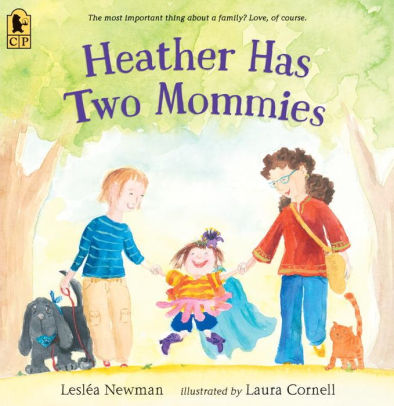 The most important thing about a family? Love, of course.
CP
Heather Has
Two Mommies
Lesléa Newman illustrated by Laura Cornell